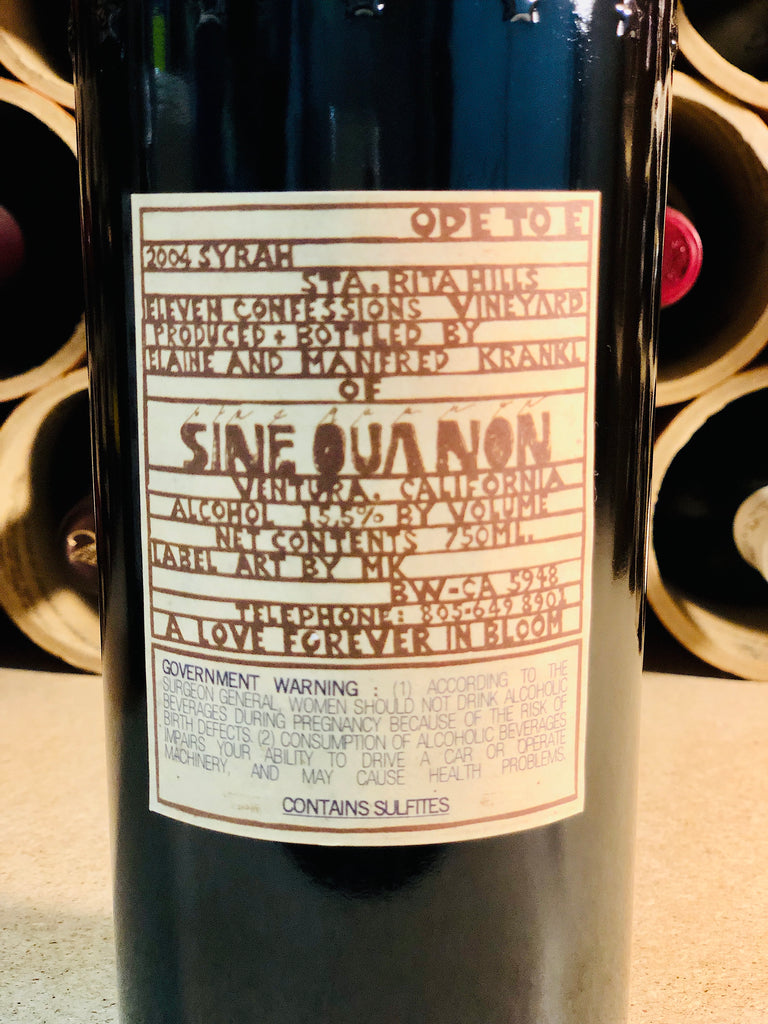 ODE TO E
2004 SYRAH
STA. RITA HILLS
ELEVEN CONFESSIONS VINEYARD
PRODUCED + BOTTLED BY
ELAINE AND MANFRED KRANKL
OF
sine qua non
SINE QUA NON
VENTURA, CALIFORNIA
ALCOHOL 15.5% BY VOLUME
NET CONTENTS 750ML.
LABEL ART BY MK
BW-CA 5948
TELEPHONE: 805-649 8901
A LOVE FOREVER IN BLOOM
GOVERNMENT WARNING : (1) ACCORDING TO THE
SURGEON GENERAL, WOMEN SHOULD NOT DRINK ALCOHOLIC
BEVERAGES DURING PREGNANCY BECAUSE OF THE RISK OF
BIRTH DEFECTS. (2) CONSUMPTION OF ALCOHOLIC BEVERAGES
IMPAIRS YOUR ABILITY TO DRIVE A CAR OR OPERATE
MACHINERY, AND MAY CAUSE HEALTH PROBLEMS.
CONTAINS SULFITES